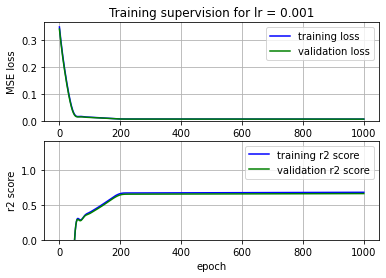 Training supervision for lr = 0.001
MSE loss
0.3
0.2
0.1
0.0
training loss
validation loss
0 200 400 600 800 1000
r2 score
1.0
0.5
0.0
training r2 score
validation r2 score
0 200 400 600 800 1000
epoch